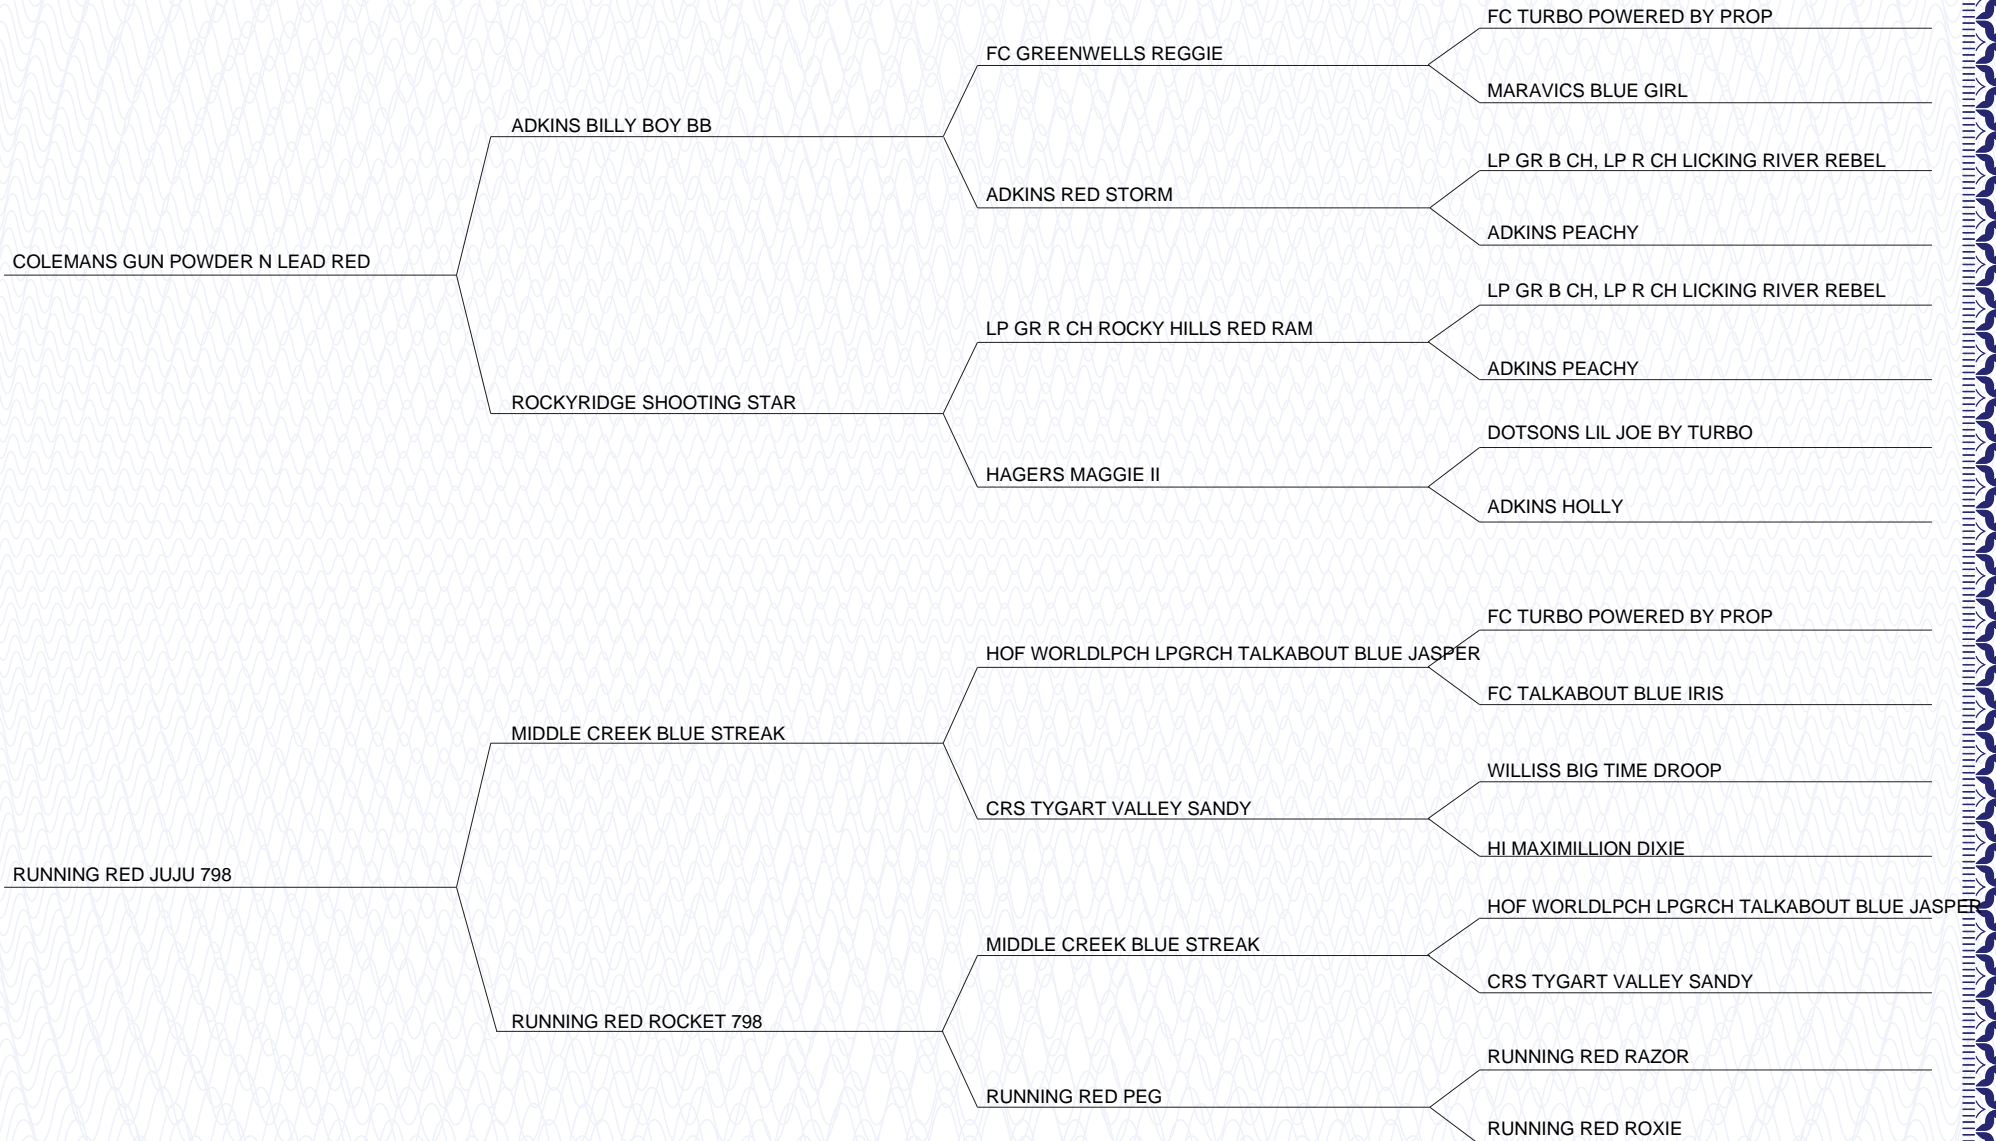 FC TURBO POWERED BY PROP
FC GREENWELLS REGGIE
MARAVICS BLUE GIRL
ADKINS BILLY BOY BB
LP GR B CH, LP R CH LICKING RIVER REBEL
ADKINS RED STORM
ADKINS PEACHY
COLEMANS GUN POWDER N LEAD RED
LP GR B CH, LP R CH LICKING RIVER REBEL
LP GR R CH ROCKY HILLS RED RAM
ADKINS PEACHY
ROCKYRIDGE SHOOTING STAR
DOTSONS LIL JOE BY TURBO
HAGERS MAGGIE II
ADKINS HOLLY
FC TURBO POWERED BY PROP
HOF WORLDLPCH LPGRCH TALKABOUT BLUE JASPER
FC TALKABOUT BLUE IRIS
MIDDLE CREEK BLUE STREAK
WILLISS BIG TIME DROOP
CRS TYGART VALLEY SANDY
HI MAXIMILLION DIXIE
RUNNING RED JUJU 798
HOF WORLDLPCH LPGRCH TALKABOUT BLUE JASPER
MIDDLE CREEK BLUE STREAK
CRS TYGART VALLEY SANDY
RUNNING RED ROCKET 798
RUNNING RED RAZOR
RUNNING RED PEG
RUNNING RED ROXIE